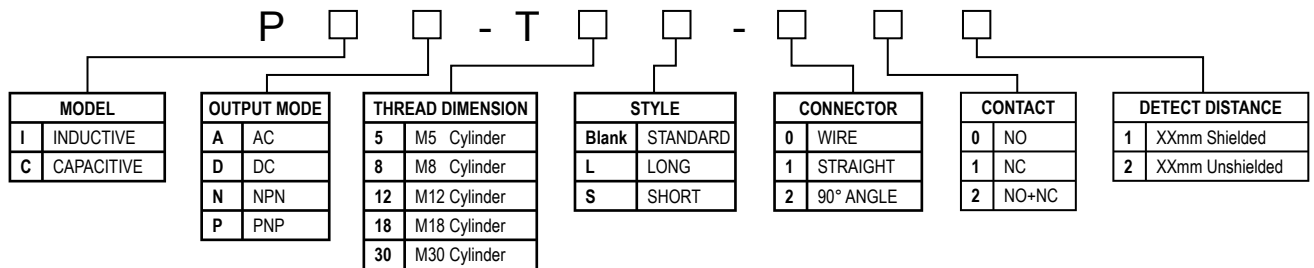 P □ □ - T □ □ - □ □ □
MODEL
I INDUCTIVE
C CAPACITIVE
OUTPUT MODE
A AC
D DC
N NPN
P PNP
THREAD DIMENSION
5 M5 Cylinder
8 M8 Cylinder
12 M12 Cylinder
18 M18 Cylinder
30 M30 Cylinder
STYLE
Blank STANDARD
L LONG
S SHORT
CONNECTOR
0 WIRE
1 STRAIGHT
2 90° ANGLE
CONTACT
0 NO
1 NC
2 NO+NC
DETECT DISTANCE
1 XXmm Shielded
2 XXmm Unshielded